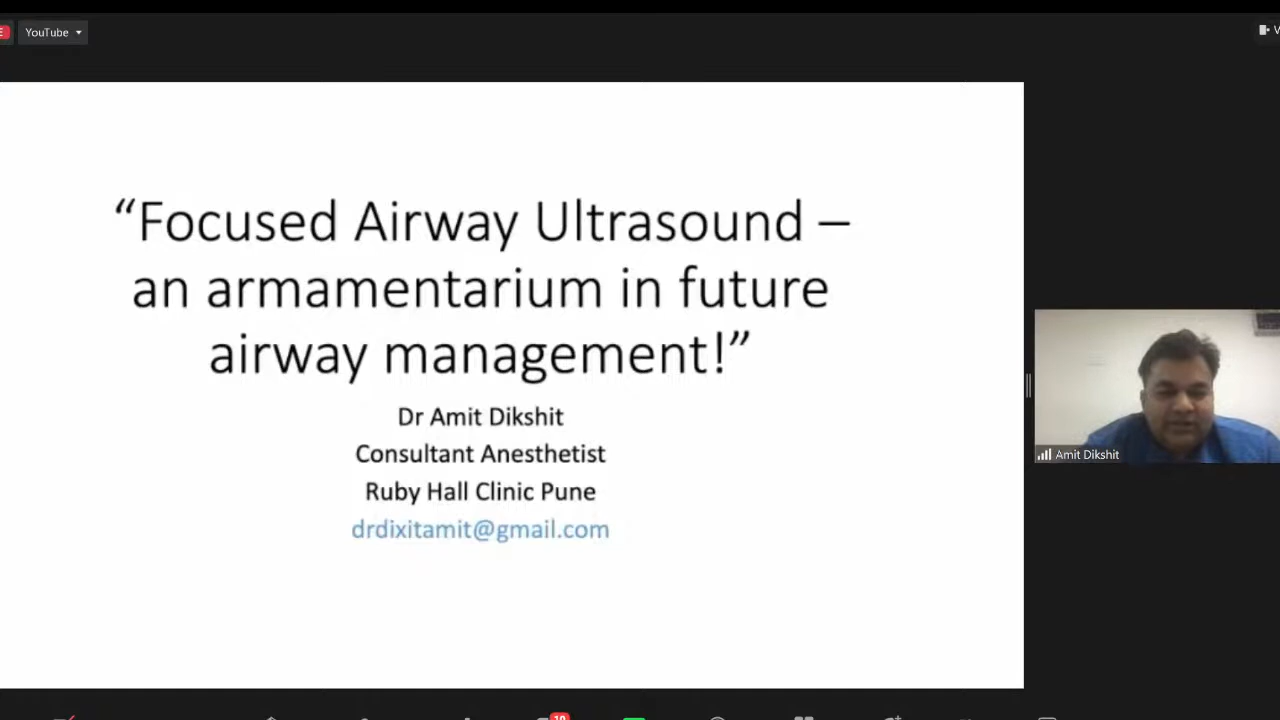 YouTube
“Focused Airway Ultrasound –
an armamentarium in future
airway management!”
Dr Amit Dikshit
Consultant Anesthetist
Ruby Hall Clinic Pune
drdixitamit@gmail.com
Amit Dikshit